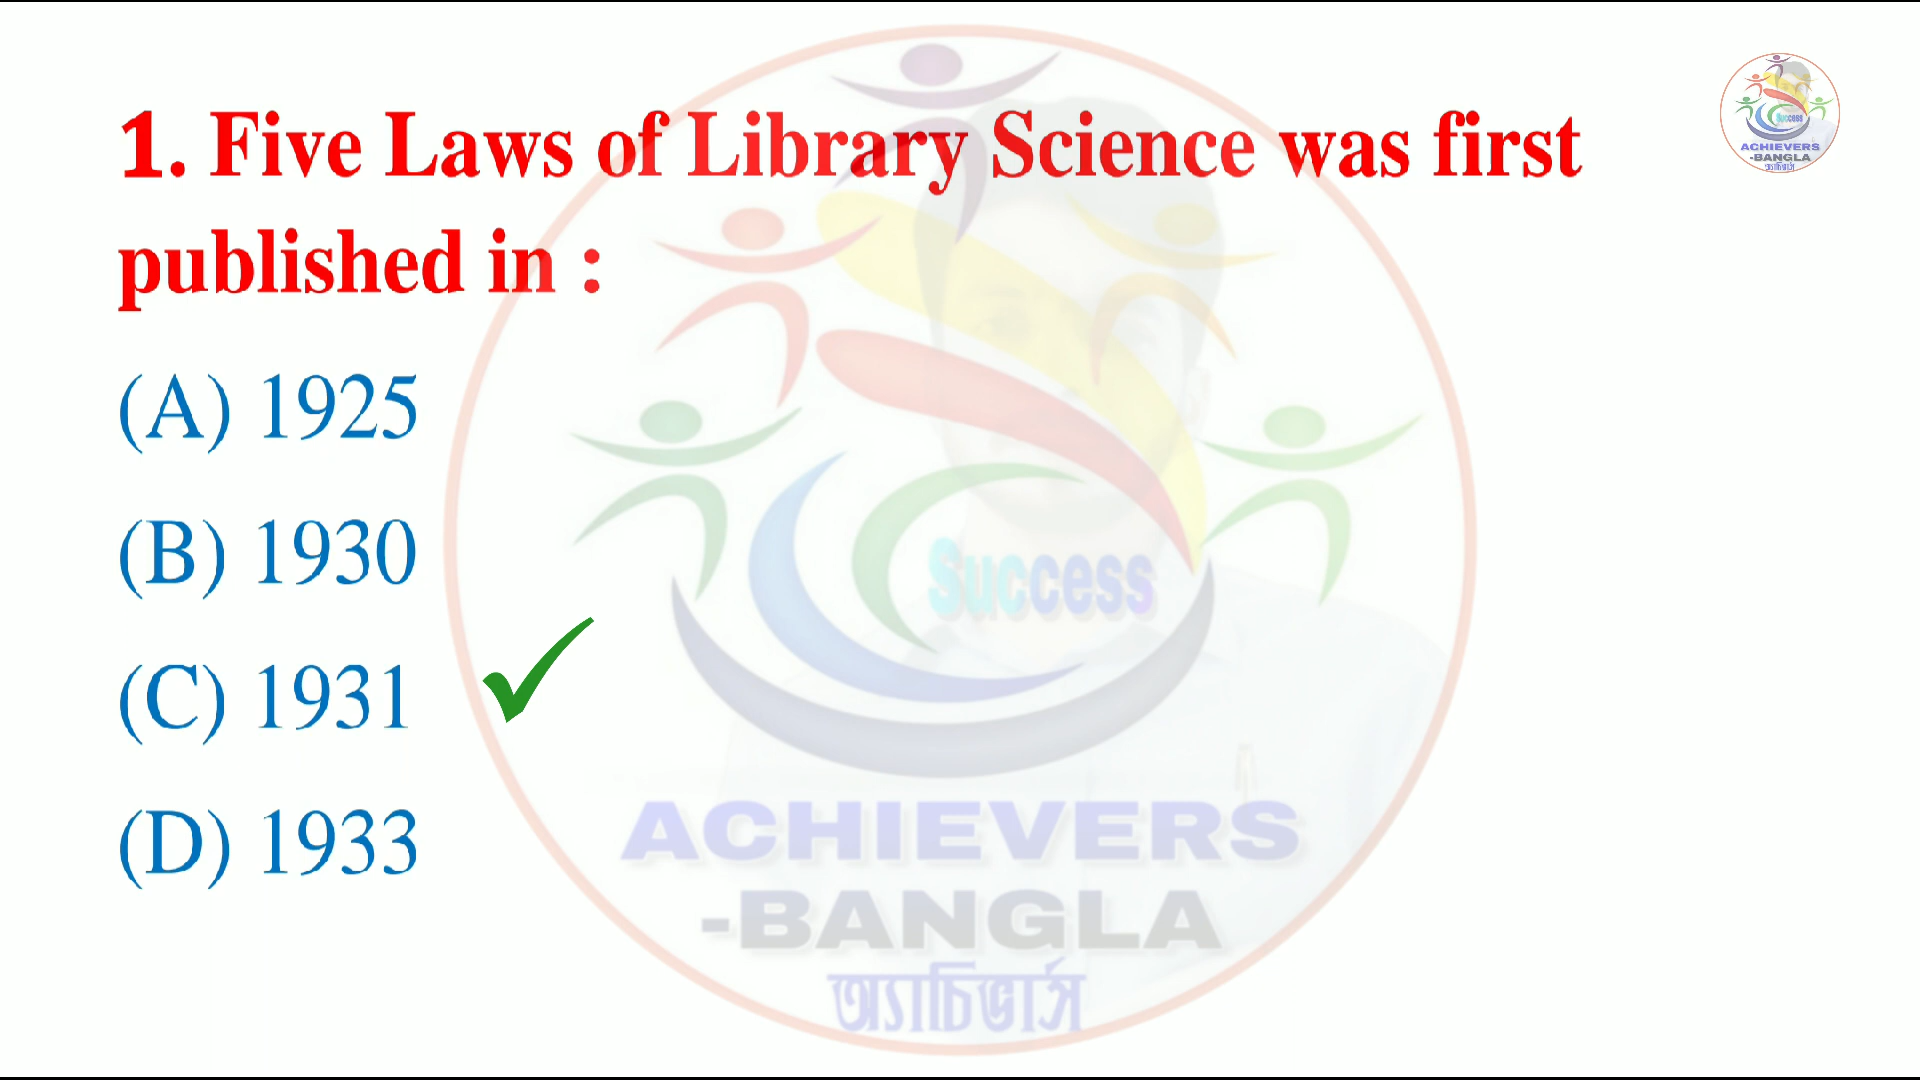 1. Five Laws of Library Science was first
published in :
(A) 1925
(B) 1930
(C) 1931
(D) 1933
Success
ACHIEVERS
-BANGLA
অ্যাচিভার্স
Success
ACHIEVERS
-BANGLA
অ্যাচিভার্স